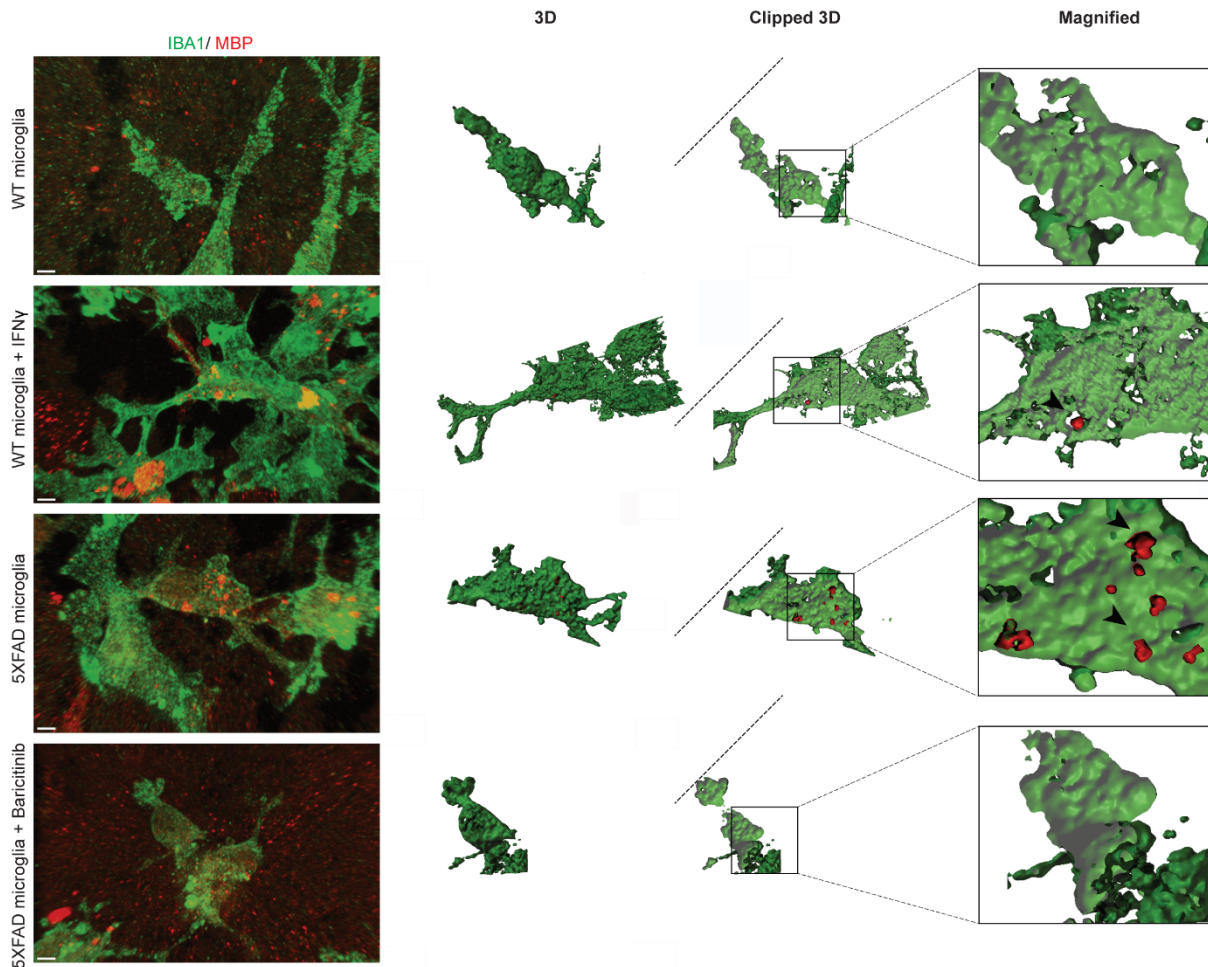 3D
Clipped 3D
Magnified
IBA1/ MBP
WT microglia
WT microglia + IFNγ
5XFAD microglia
5XFAD microglia + Baricitinib